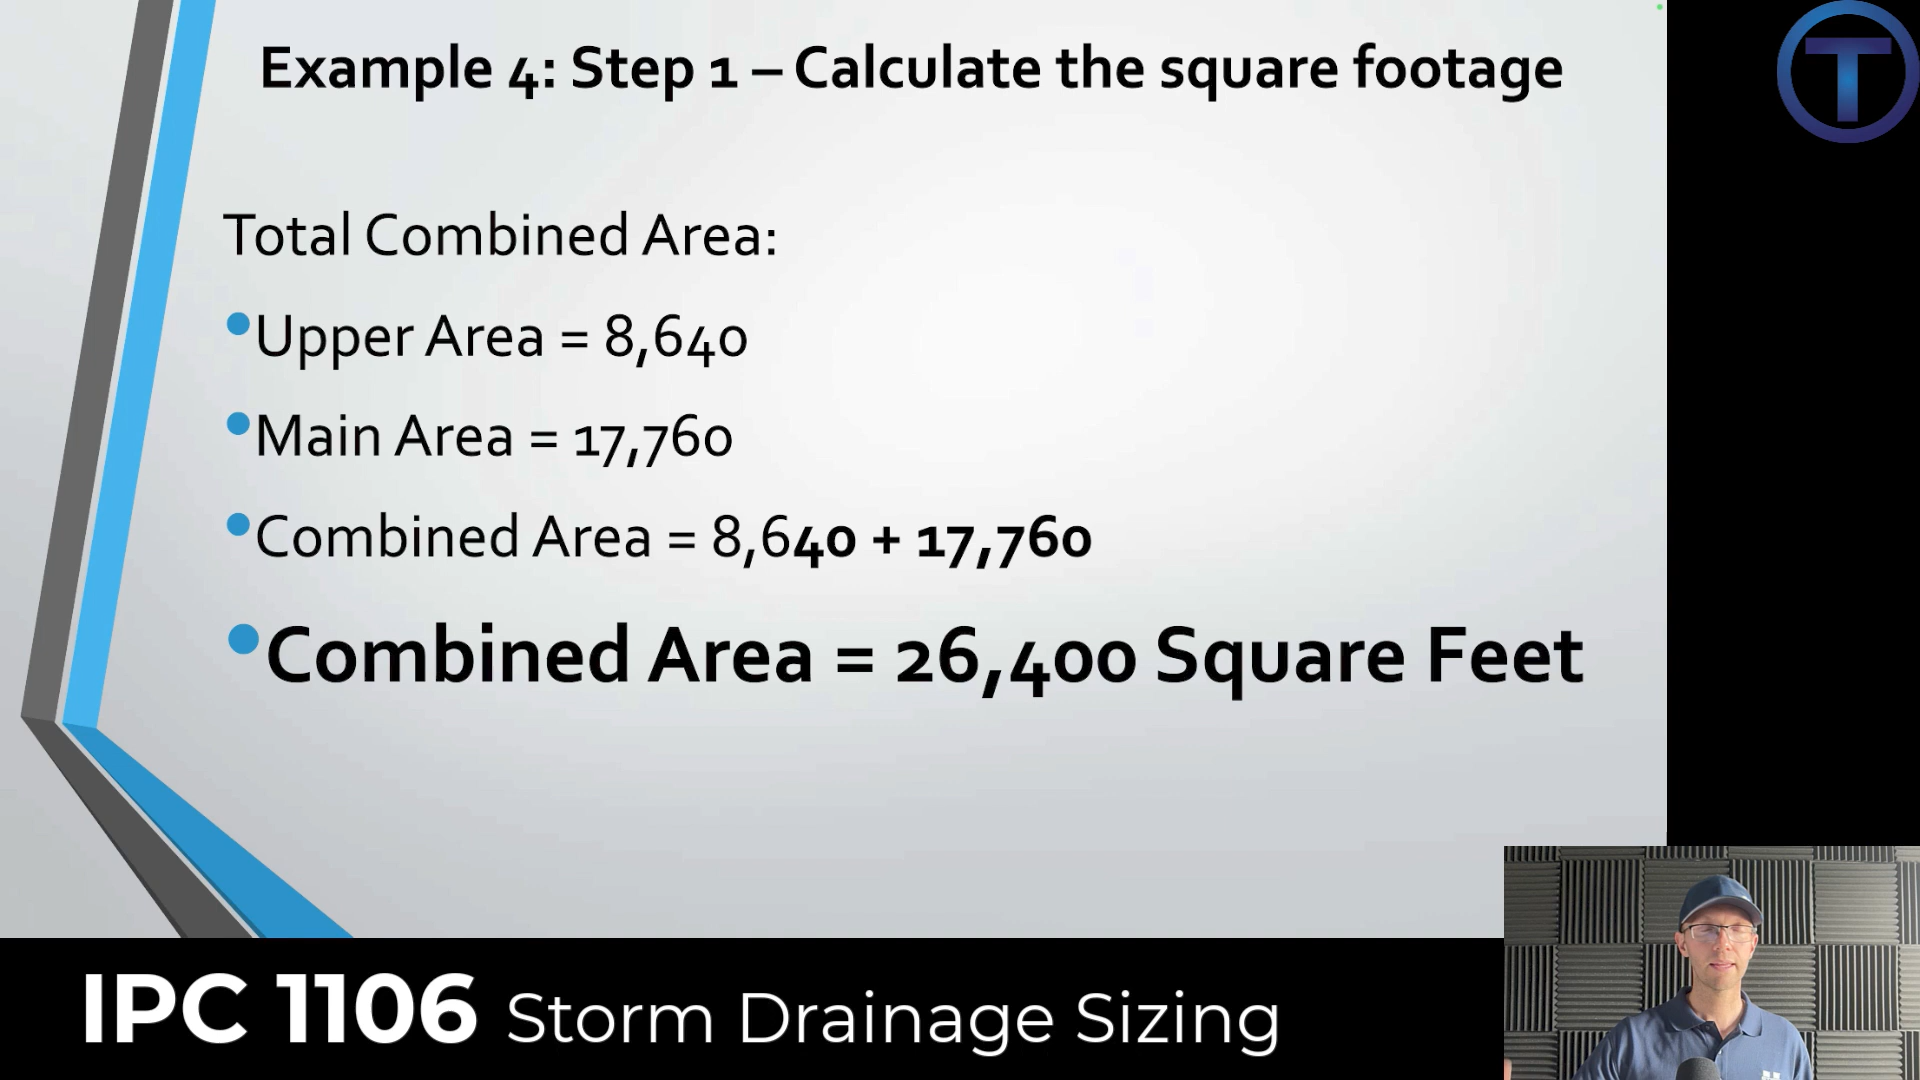 Example 4: Step 1 – Calculate the square footage
Total Combined Area:
•Upper Area = 8,640
•Main Area = 17,760
•Combined Area = 8,640 + 17,760
•Combined Area = 26,400 Square Feet
T
IPC 1106 Storm Drainage Sizing